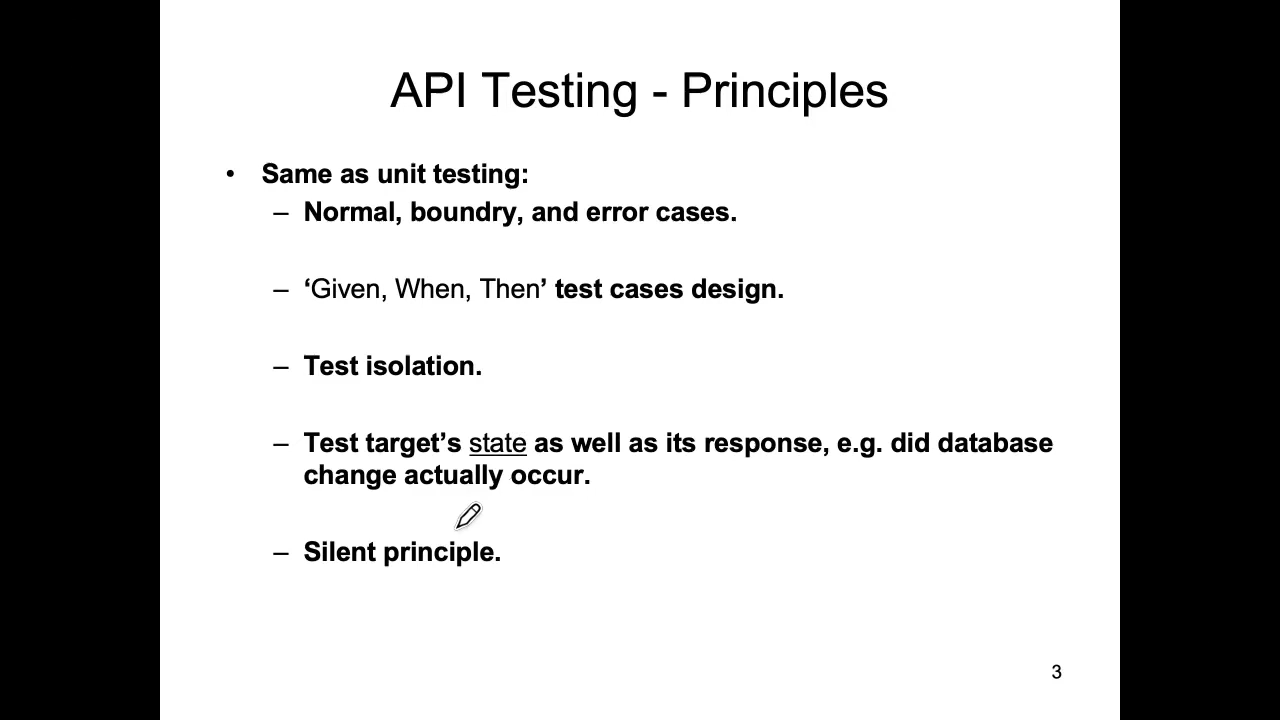 API Testing - Principles
• Same as unit testing:
– Normal, boundry, and error cases.
– ‘Given, When, Then’ test cases design.
– Test isolation.
– Test target’s state as well as its response, e.g. did database
change actually occur.
– Silent principle.
3